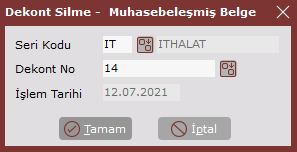 Dekont Silme - Muhasebeleşmiş Belge
Seri Kodu IT ITHALAT
Dekont No 14
İşlem Tarihi 12.07.2021
Tamam İptal